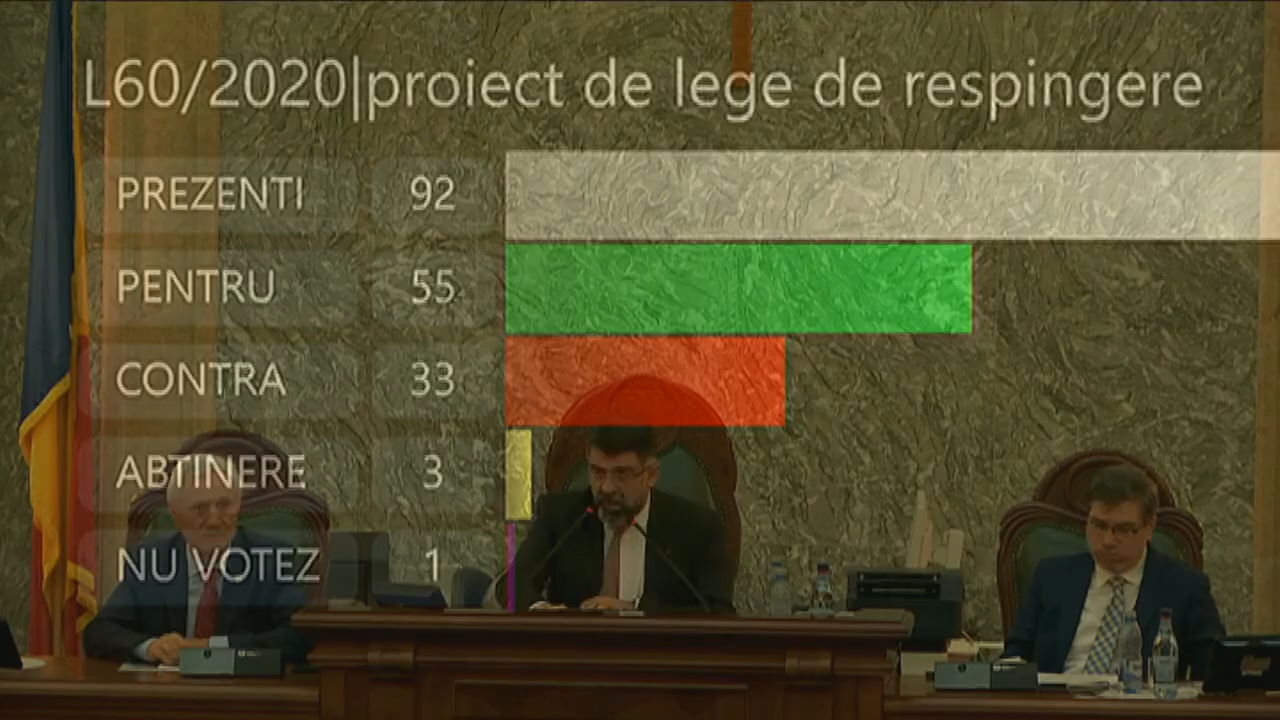 L60/2020|proiect de lege de respingere
PREZENTI 92
PENTRU 55
CONTRA 33
ABTINERE 3
NU VOTEZ 1